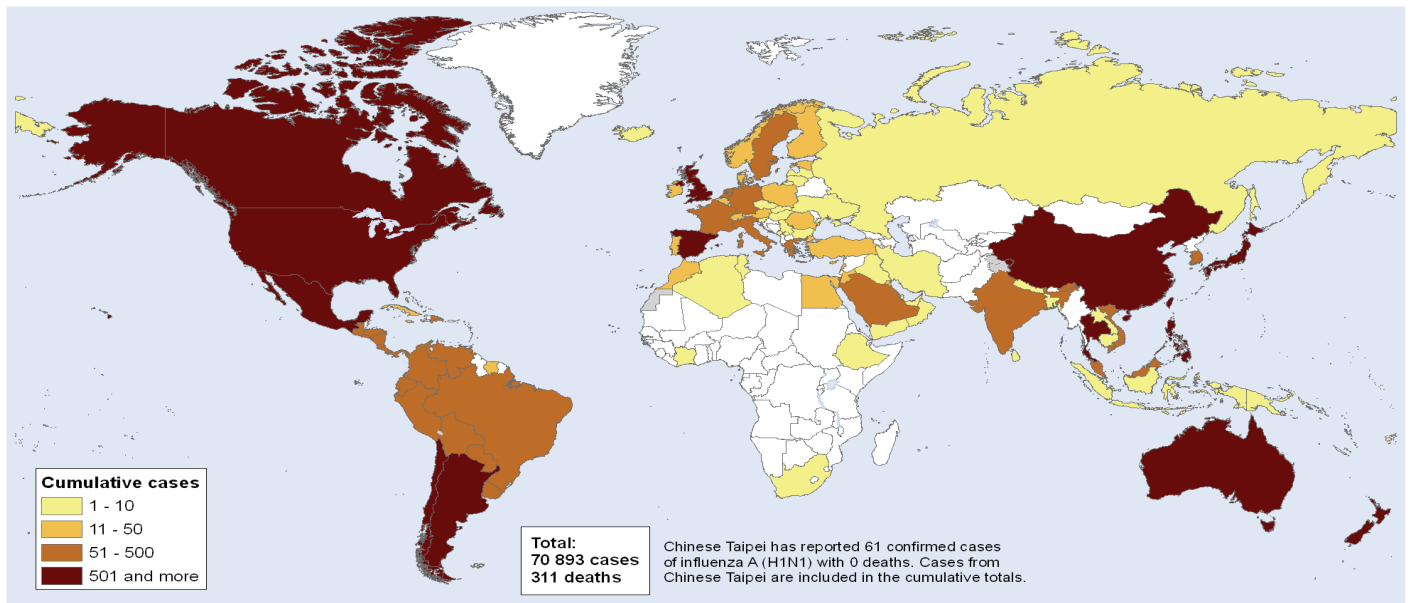 Cumulative cases
1 - 10
11 - 50
51 - 500
501 and more
Total:
70 893 cases
311 deaths
Chinese Taipei has reported 61 confirmed cases
of influenza A (H1N1) with 0 deaths. Cases from
Chinese Taipei are included in the cumulative totals.